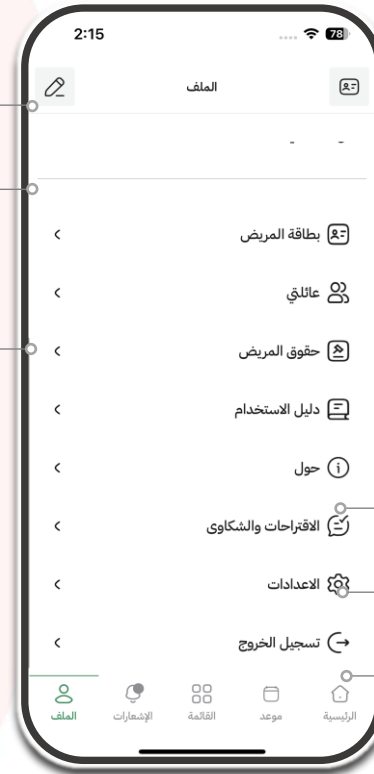 2:15 78
الملف
بطاقة المريض
عائلتي
حقوق المريض
دليل الاستخدام
حول
الاقتراحات والشكاوى
الاعدادات
تسجيل الخروج
الرئيسية موعد القائمة الإشعارات الملف